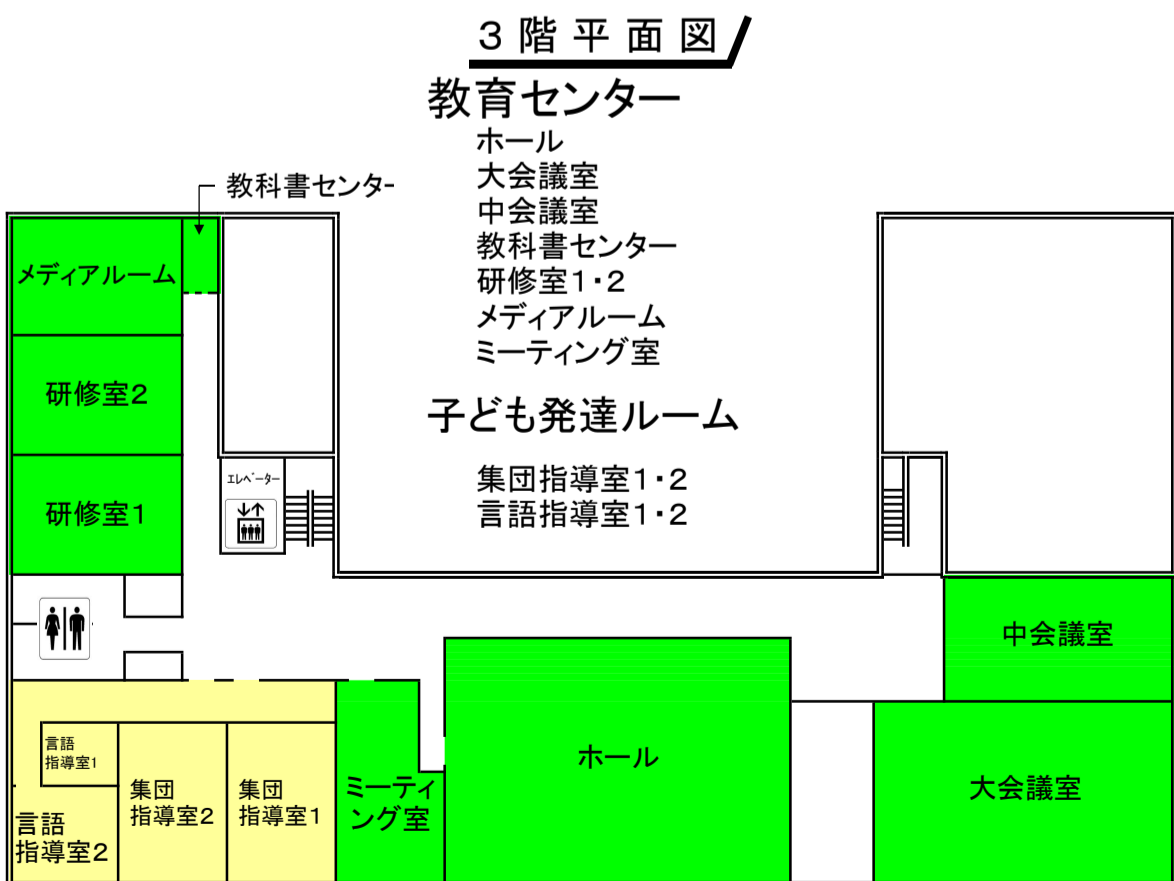 3階平面図
教育センター
ホール
大会議室
中会議室
教科書センター
研修室1・2
メディアルーム
ミーティング室
子ども発達ルーム
集団指導室1・2
言語指導室1・2
教科書センター
メディアルーム
研修室2
研修室1
エレベーター
中会議室
大会議室
ホール
ミーティ
ング室
集団
指導室1
集団
指導室2
言語
指導室1
言語
指導室2